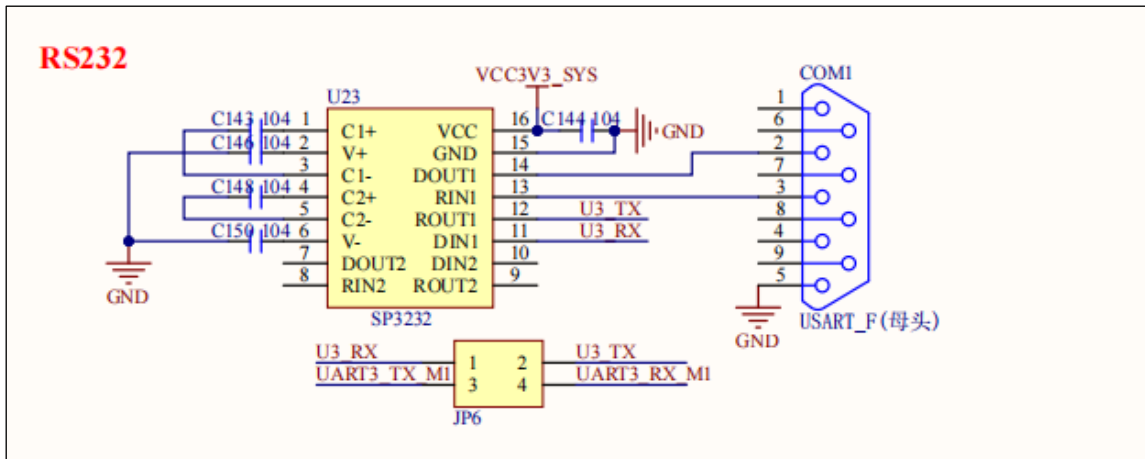 RS232
VCC3V3_SYS
COM1
U23
C143 104 1 C1+ VCC 16 C144 104 GND
C146 104 2 V+ GND 15
3 C1- DOUT1 14
C148 104 4 C2+ RIN1 13
5 C2- ROUT1 12 U3_TX
C150 104 6 V- DIN1 11 U3_RX
7 DOUT2 DIN2 10
8 RIN2 ROUT2 9
SP3232
GND
1
6
2
7
3
8
4
9
5
GND
USART_F(母头)
U3_RX 1 2 U3_TX
UART3_TX_M1 3 4 UART3_RX_M1
JP6